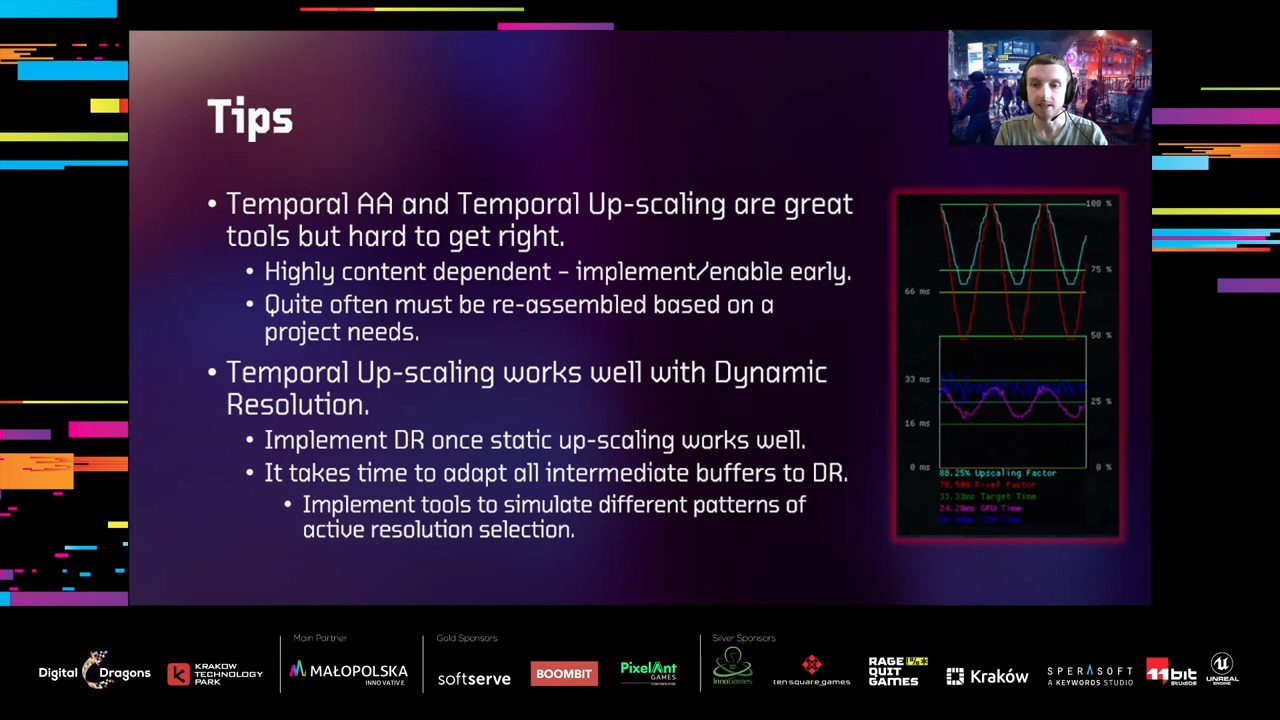 Tips
• Temporal AA and Temporal Up-scaling are great
tools but hard to get right.
• Highly content dependent – implement/enable early.
• Quite often must be re-assembled based on a
project needs.
• Temporal Up-scaling works well with Dynamic
Resolution.
• Implement DR once static up-scaling works well.
• It takes time to adapt all intermediate buffers to DR.
• Implement tools to simulate different patterns of
active resolution selection.
100 %
75 %
66 ms
50 %
33 ms
25 %
16 ms
0 ms
0 %
88.25% Upscaling Factor
78.50% Pixel Factor
33.33ms Target Time
24.26ms GPU Time
Main Partner
Gold Sponsors
Silver Sponsors
Digital Dragons
KRAKOW
TECHNOLOGY
PARK
MAŁOPOLSKA
INNOVATIVE
softserve
BOOMBIT
PixelAnt
GAMES
InnoGames
ten square games
RAGE
QUIT
GAMES
Kraków
SPERASOFT
A KEYWORDS STUDIO
11bit
STUDIOS
UNREAL
ENGINE